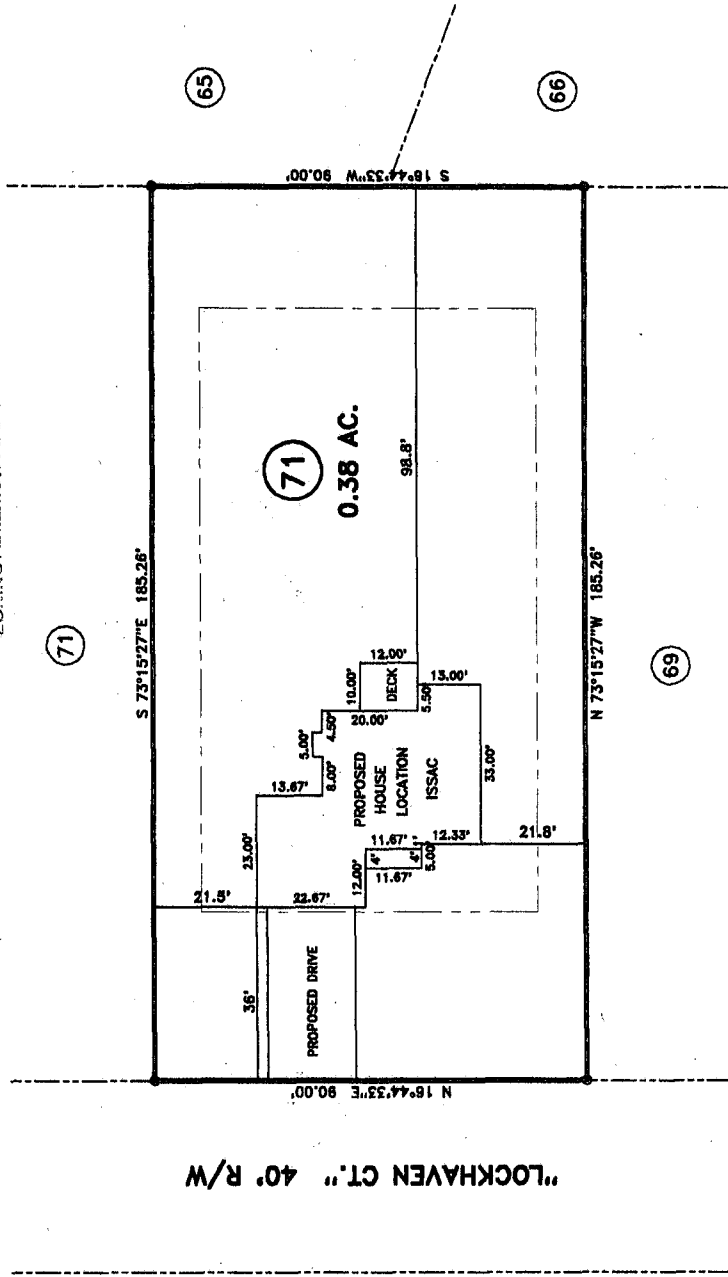 65
66
S 16°44'33"W 90.00'
S 73°15'27"E 185.26'
71
71
0.38 AC.
98.8'
N 73°15'27"W 185.26'
69
12.00'
10.00'
DECK
20.00'
5.50'
13.00'
5.00'
4.50'
8.00'
13.67'
23.00'
PROPOSED
HOUSE
LOCATION
ISSAC
33.00'
11.67'
4'
4'
1'
12.33'
11.67'
5.00'
12.00'
21.8'
21.5'
22.67'
36'
PROPOSED DRIVE
N 16°44'33"E 90.00'
"LOCKHAVEN CT." 40' R/W